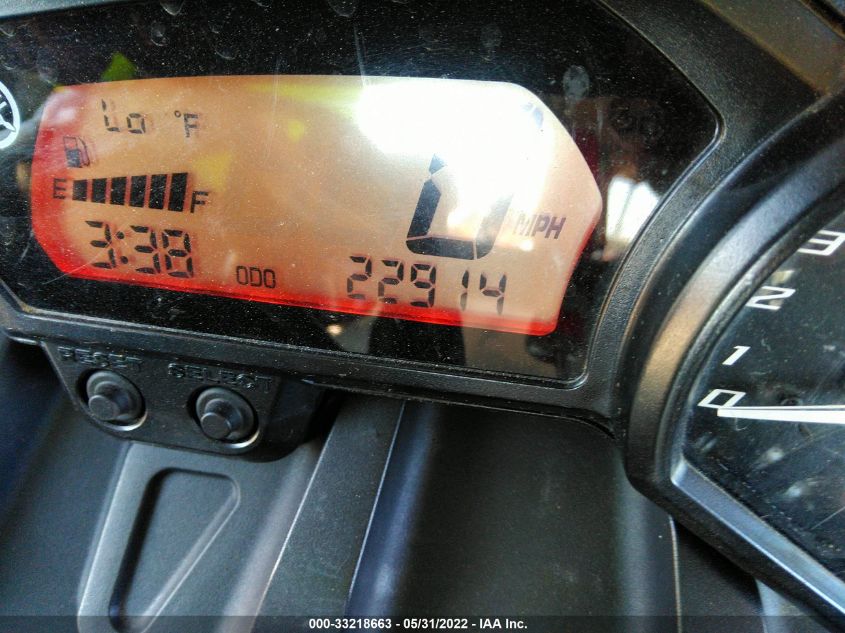 Lo °F
E F
3:38 ODO 22914
0 MPH
RESET SELECT
3
2
1
0
000-33218663 - 05/31/2022 - IAA Inc.